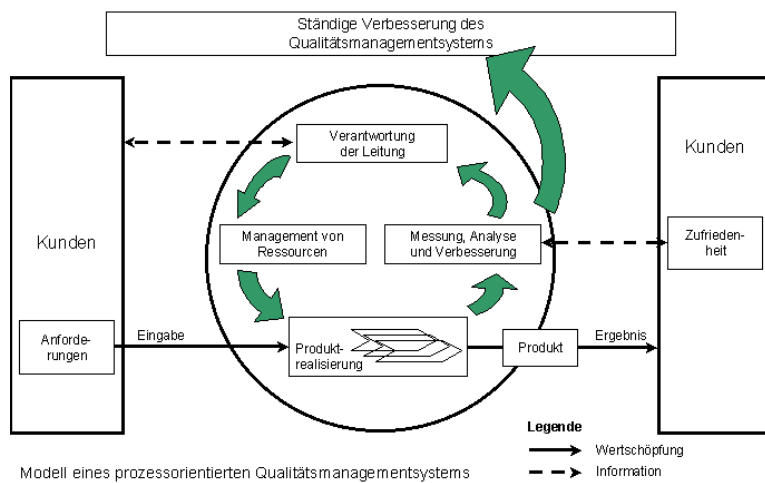 Ständige Verbesserung des
Qualitätsmanagementsystems
Kunden
Anforde-
rungen
Eingabe
Verantwortung
der Leitung
Management von
Ressourcen
Messung, Analyse
und Verbesserung
Produkt-
realisierung
Produkt
Ergebnis
Kunden
Zufrieden-
heit
Legende
Wertschöpfung
Information
Modell eines prozessorientierten Qualitätsmanagementsystems